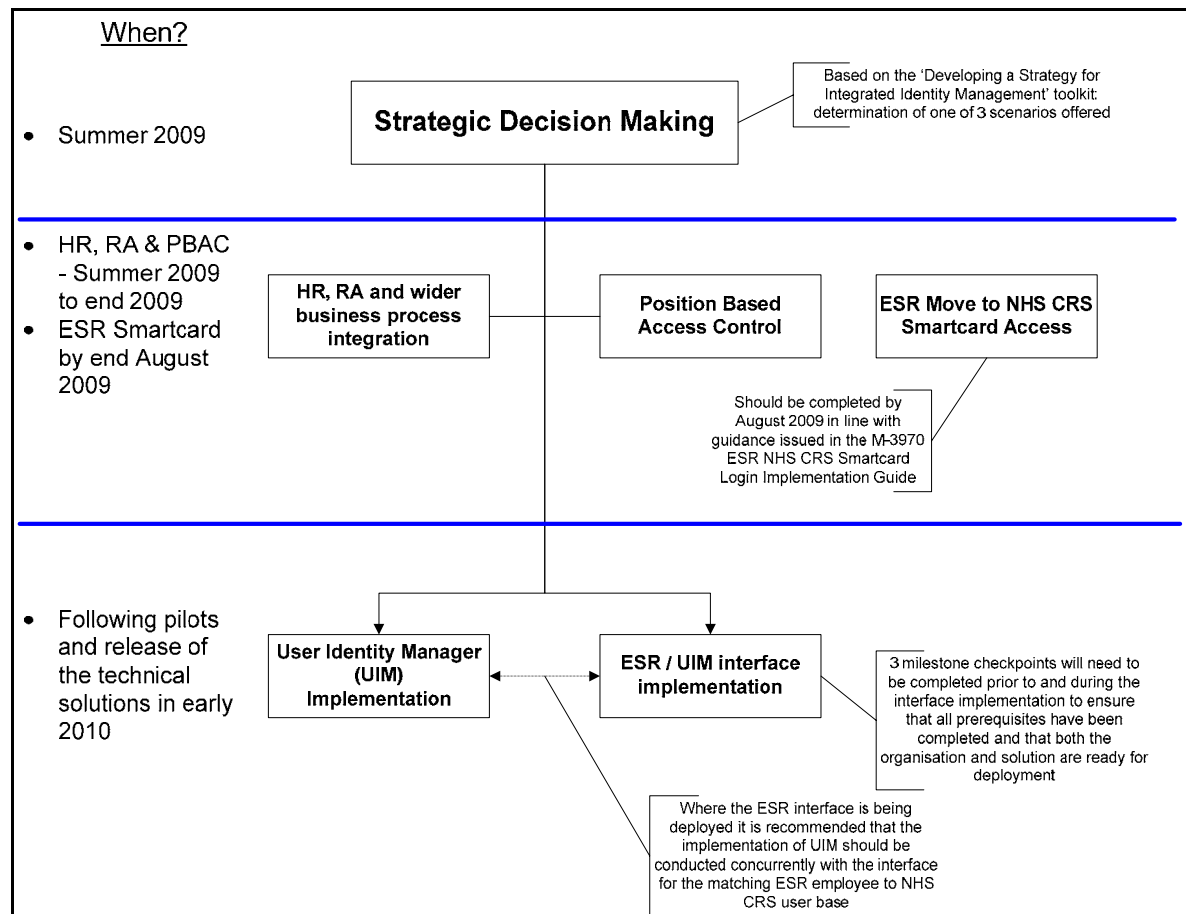 When?
• Summer 2009
Strategic Decision Making
Based on the 'Developing a Strategy for
Integrated Identity Management' toolkit:
determination of one of 3 scenarios offered
• HR, RA & PBAC
- Summer 2009
to end 2009
• ESR Smartcard
by end August
2009
HR, RA and wider
business process
integration
Position Based
Access Control
ESR Move to NHS CRS
Smartcard Access
Should be completed by
August 2009 in line with
guidance issued in the M-3970
ESR NHS CRS Smartcard
Login Implementation Guide
• Following pilots
and release of
the technical
solutions in early
2010
User Identity Manager
(UIM)
Implementation
ESR / UIM interface
implementation
3 milestone checkpoints will need to
be completed prior to and during the
interface implementation to ensure
that all prerequisites have been
completed and that both the
organisation and solution are ready for
deployment
Where the ESR interface is being
deployed it is recommended that the
implementation of UIM should be
conducted concurrently with the interface
for the matching ESR employee to NHS
CRS user base